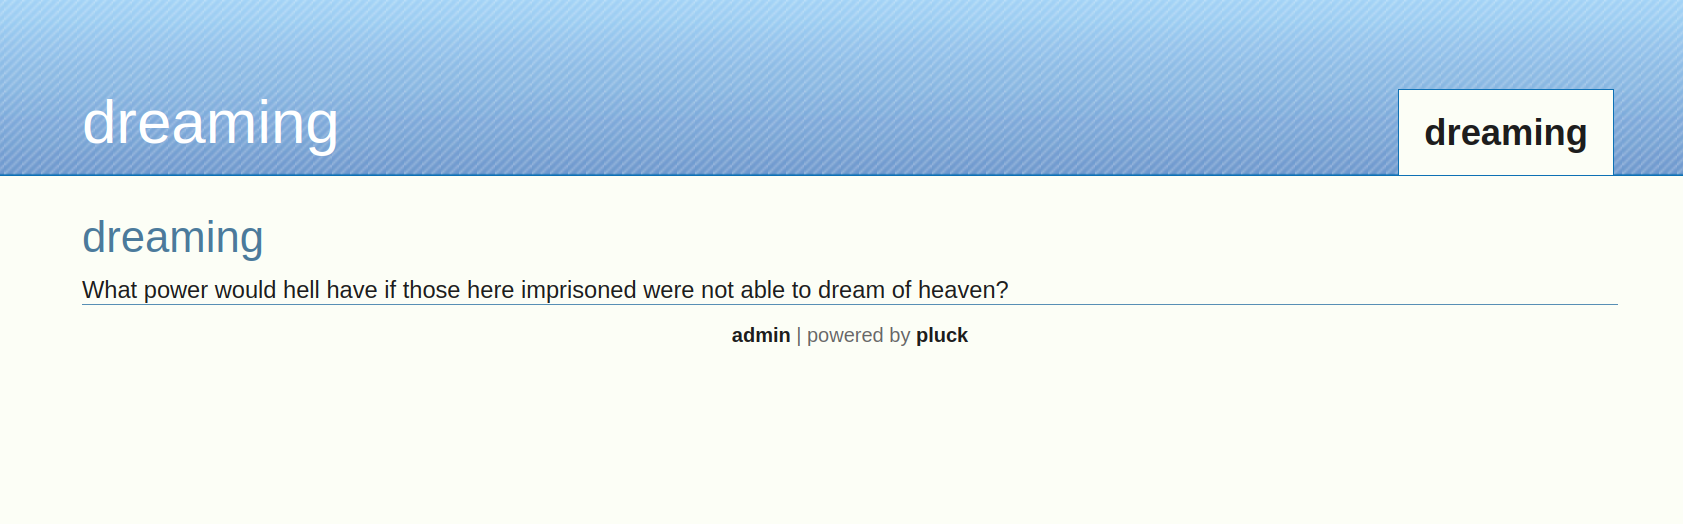 dreaming
dreaming
dreaming
What power would hell have if those here imprisoned were not able to dream of heaven?
admin | powered by pluck